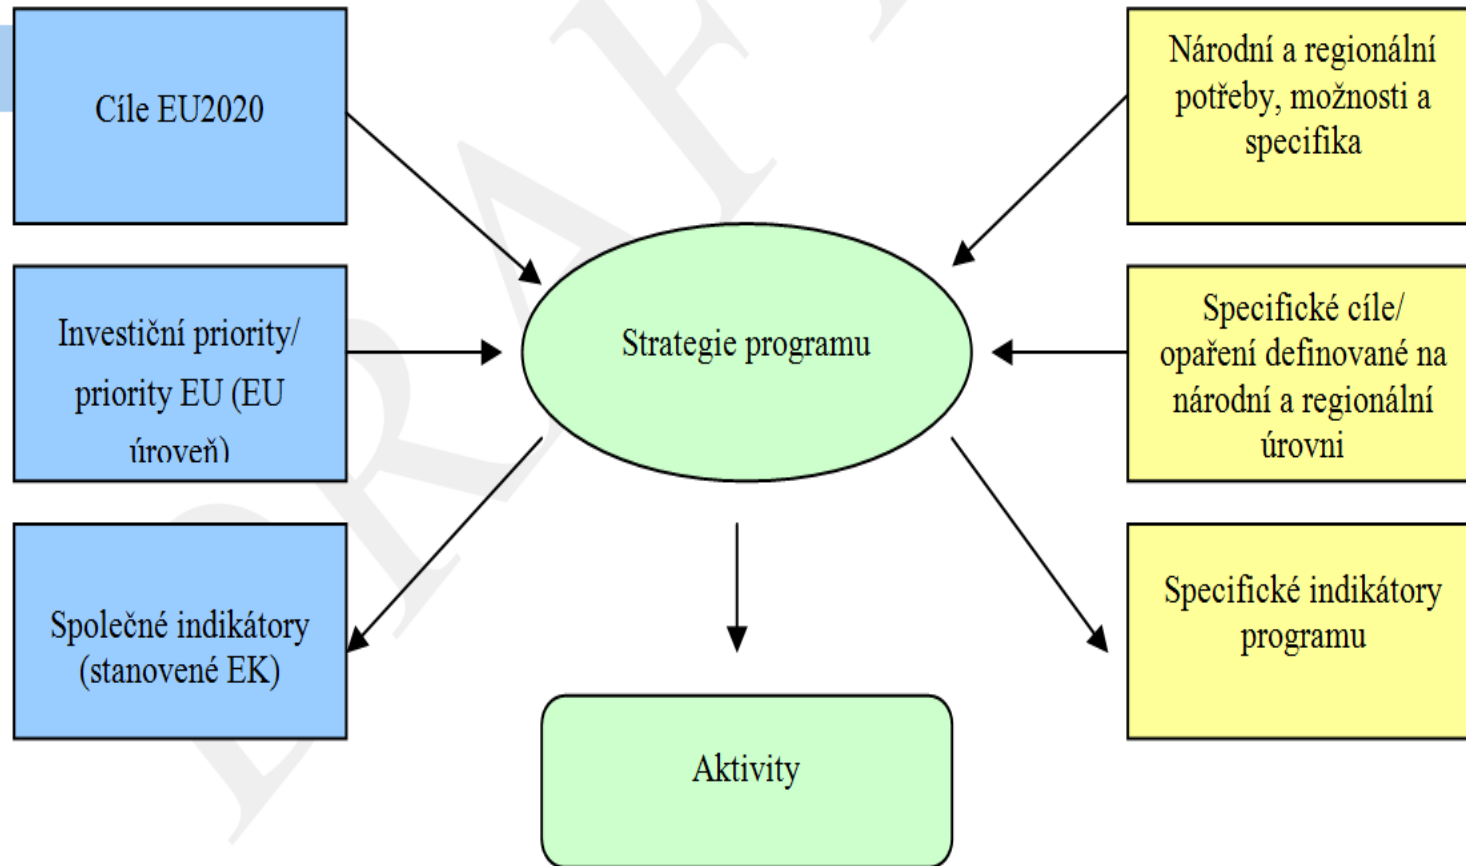 Cíle EU2020
Národní a regionální
potřeby, možnosti a
specifika
Investiční priority/
priority EU (EU
úroveň)
Strategie programu
Specifické cíle/
opaření definované na
národní a regionální
úrovni
Společné indikátory
(stanovené EK)
Specifické indikátory
programu
Aktivity
DRAFT